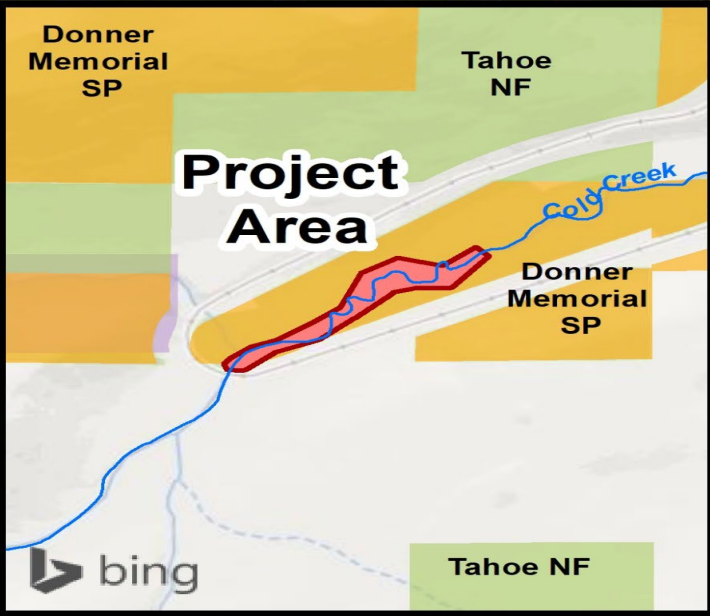 Donner
Memorial
SP
Tahoe
NF
Project
Area
Cold Creek
Donner
Memorial
SP
Tahoe NF
bing